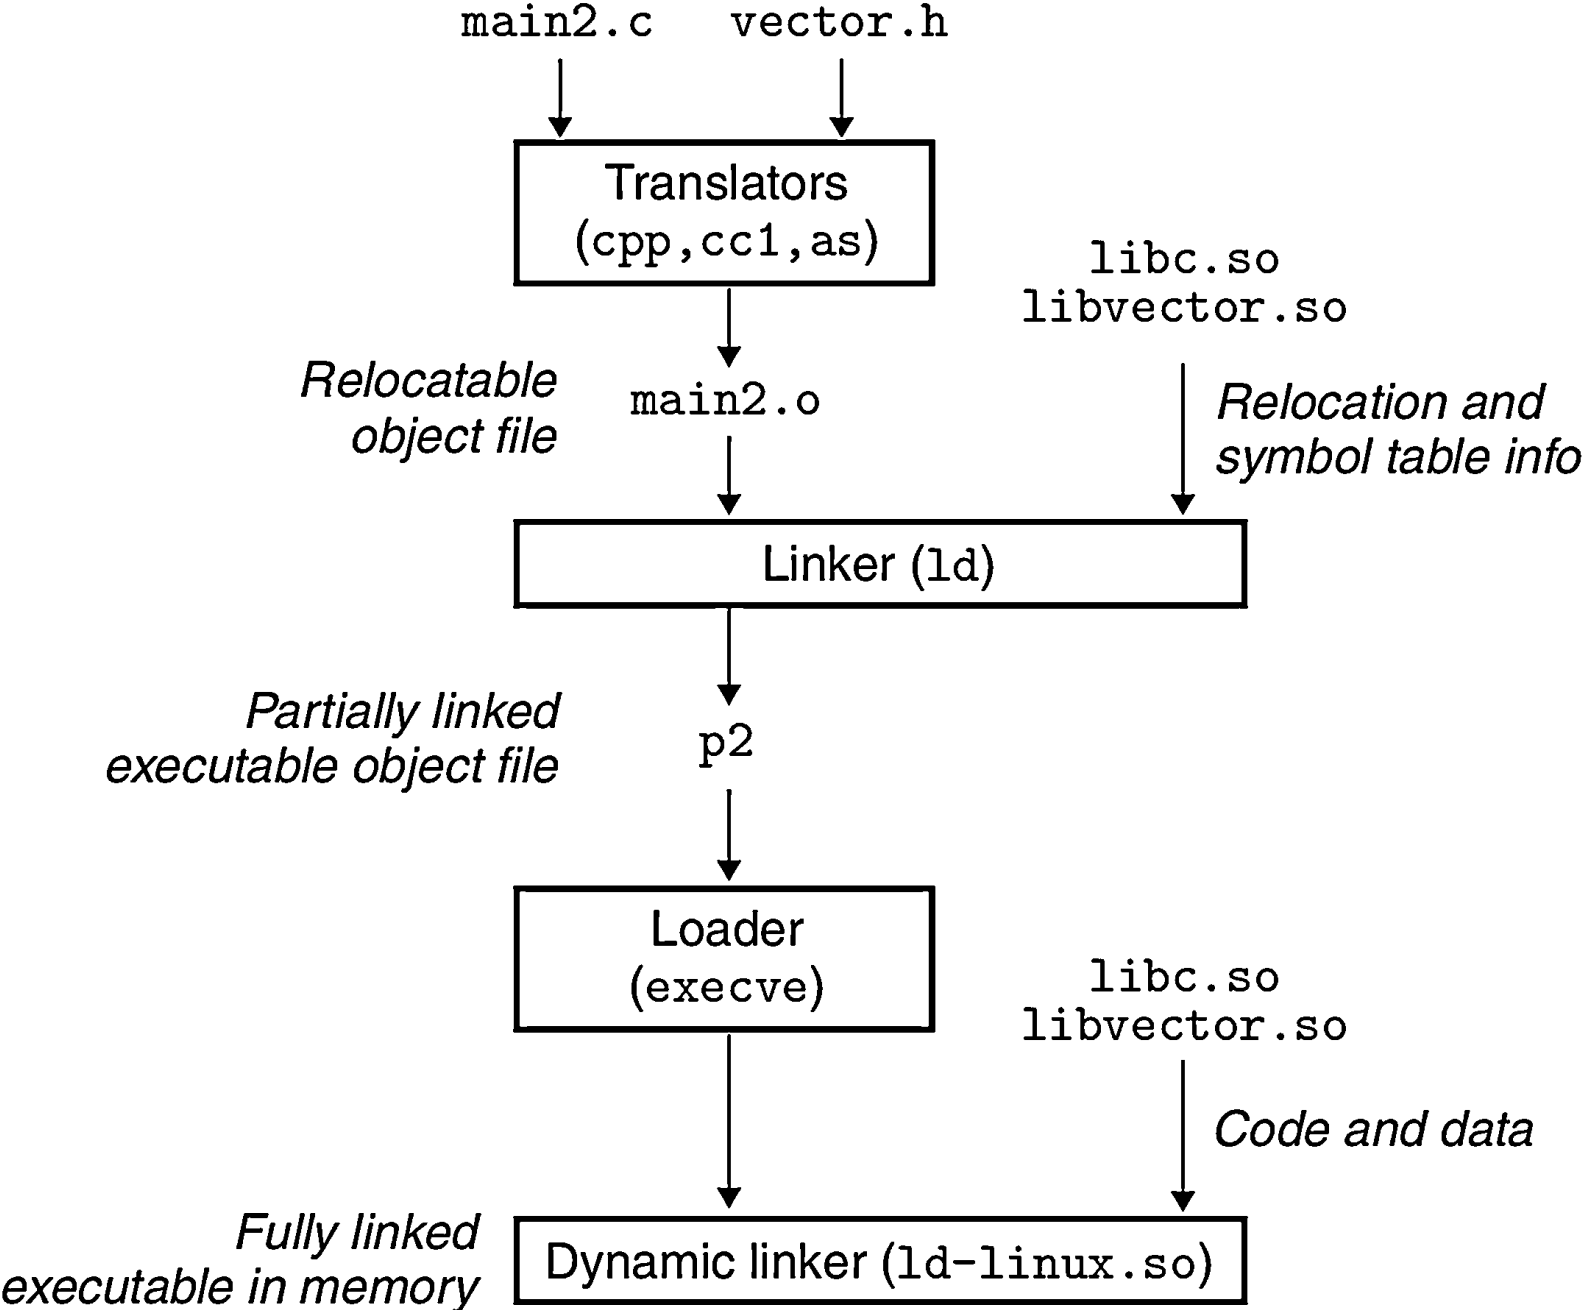 main2.c vector.h
Translators
(cpp,cc1,as)
libc.so
libvector.so
Relocatable
object file
main2.o
Relocation and
symbol table info
Linker (ld)
Partially linked
executable object file
p2
Loader
(execve)
libc.so
libvector.so
Code and data
Fully linked
executable in memory
Dynamic linker (ld-linux.so)